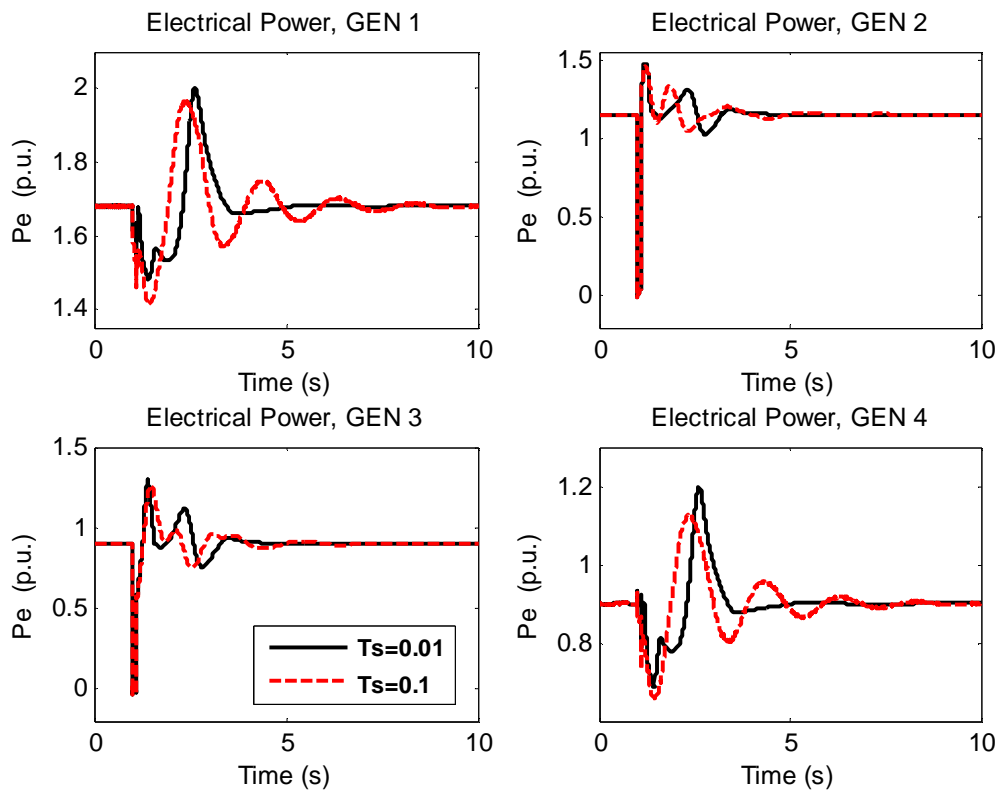 Electrical Power, GEN 1
2
1.8
1.6
1.4
Pe (p.u.)
0
5
10
Time (s)
Electrical Power, GEN 2
1.5
1
0.5
0
Pe (p.u.)
0
5
10
Time (s)
Electrical Power, GEN 3
1.5
1
0.5
0
Pe (p.u.)
Ts=0.01
Ts=0.1
0
5
10
Time (s)
Electrical Power, GEN 4
1.2
1
0.8
Pe (p.u.)
0
5
10
Time (s)